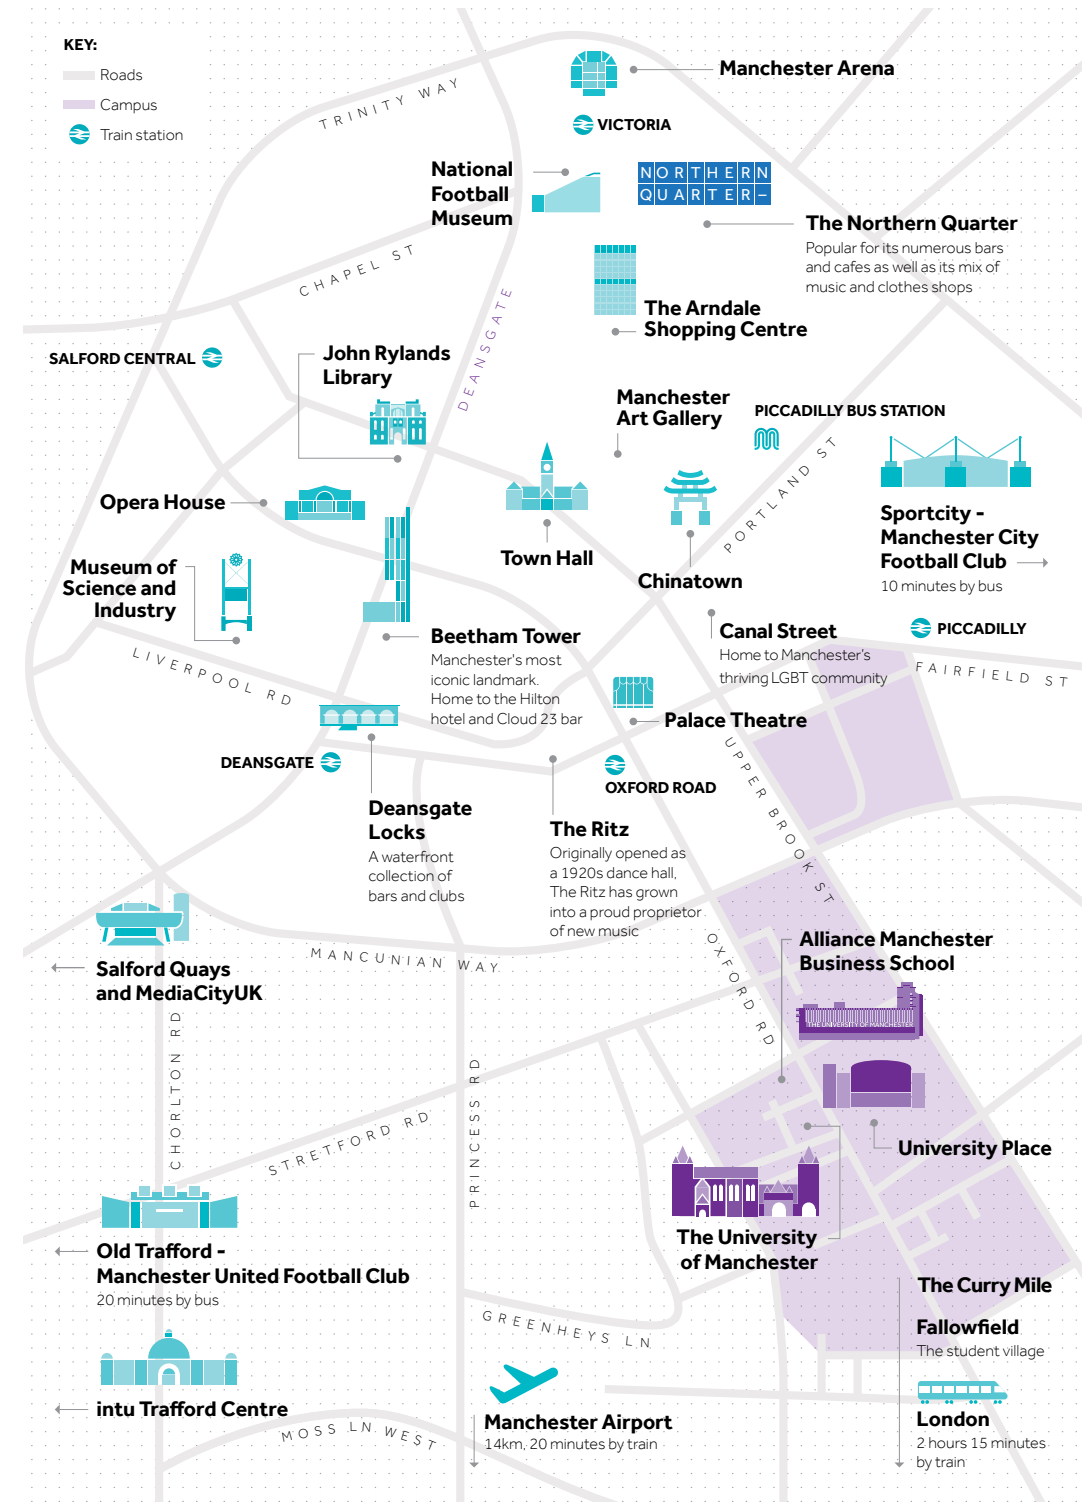 KEY:
Roads
Campus
Train station
TRINITY WAY
Manchester Arena
VICTORIA
National
Football
Museum
NORTHERN
QUARTER–
The Northern Quarter
Popular for its numerous bars
and cafes as well as its mix of
music and clothes shops
CHAPEL ST
DEANSGATE
The Arndale
Shopping Centre
SALFORD CENTRAL
John Rylands
Library
Manchester
Art Gallery
PICCADILLY BUS STATION
PORTLAND ST
Opera House
Sportcity -
Manchester City
Football Club
10 minutes by bus
Town Hall
Chinatown
Museum of
Science and
Industry
Beetham Tower
Manchester's most
iconic landmark.
Home to the Hilton
hotel and Cloud 23 bar
Canal Street
Home to Manchester's
thriving LGBT community
PICCADILLY
FAIRFIELD ST
LIVERPOOL RD
Palace Theatre
UPPER BROOK ST
DEANSGATE
OXFORD ROAD
Deansgate
Locks
A waterfront
collection of
bars and clubs
The Ritz
Originally opened as
a 1920s dance hall,
The Ritz has grown
into a proud proprietor
of new music
MANCUNIAN WAY
OXFORD RD
Alliance Manchester
Business School
THE UNIVERSITY OF MANCHESTER
Salford Quays
and MediaCityUK
CHORLTON RD
STRETFORD RD
PRINCESS RD
University Place
The University
of Manchester
Old Trafford -
Manchester United Football Club
20 minutes by bus
The Curry Mile
Fallowfield
The student village
GREENHEYS LN
intu Trafford Centre
MOSS LN WEST
Manchester Airport
14km, 20 minutes by train
London
2 hours 15 minutes
by train